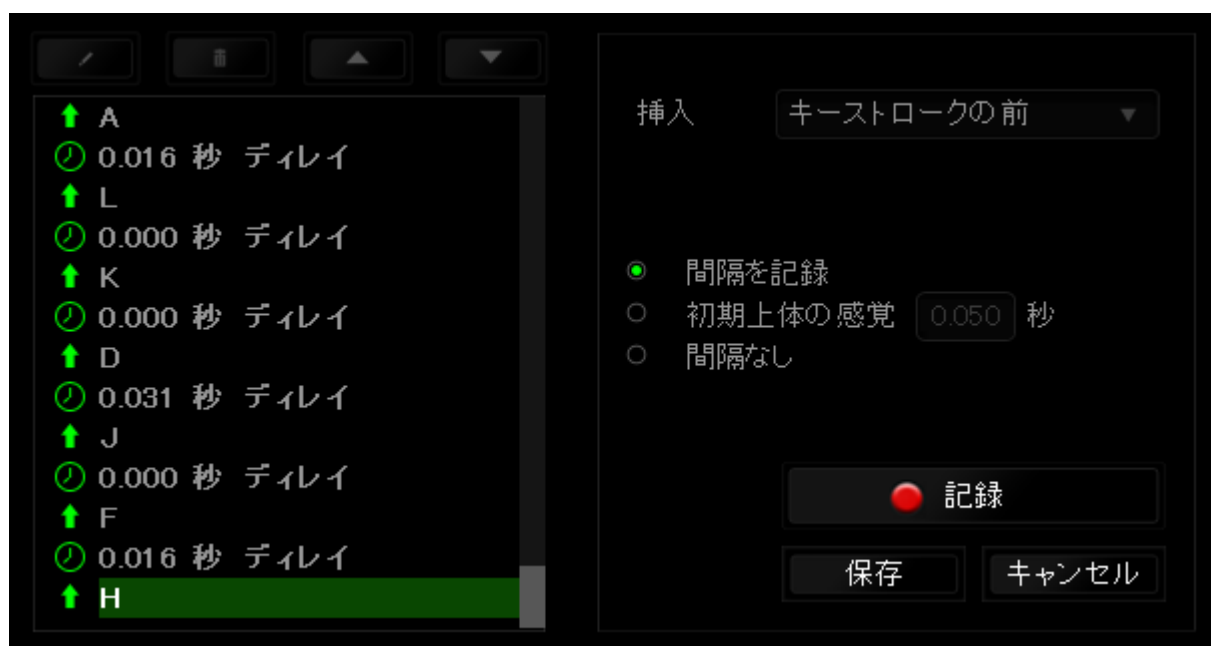 A
0.016 秒 ディレイ
L
0.000 秒 ディレイ
K
0.000 秒 ディレイ
D
0.031 秒 ディレイ
J
0.000 秒 ディレイ
F
0.016 秒 ディレイ
H
挿入 キーストロークの前
間隔を記録
初期上体の感覚 0.050 秒
間隔なし
記録
保存 キャンセル